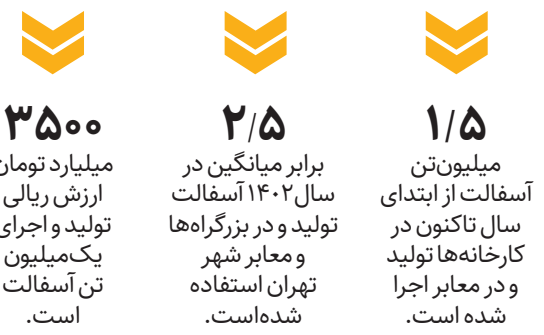 ۱/۵
میلیون‌تن
آسفالت از ابتدای
سال تاکنون در
کارخانه‌ها تولید
و در معابر اجرا
شده است.
۲/۵
برابر میانگین در
سال۱۴۰۲ آسفالت
تولید و در بزرگراه‌ها
و معابر شهر
تهران استفاده
شده‌است.
۳۵۰۰
میلیارد تومان
ارزش ریالی
تولید و اجرای
یک‌میلیون
تن آسفالت
است.